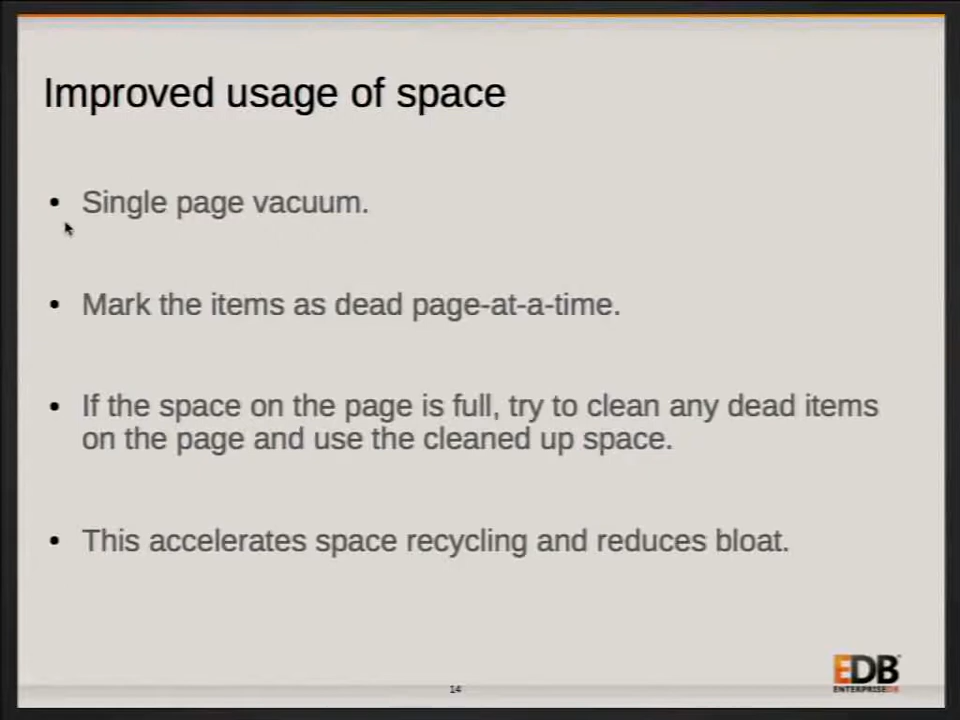 Improved usage of space
• Single page vacuum.
• Mark the items as dead page-at-a-time.
• If the space on the page is full, try to clean any dead items
on the page and use the cleaned up space.
• This accelerates space recycling and reduces bloat.
EDB
ENTERPRISEDB
14